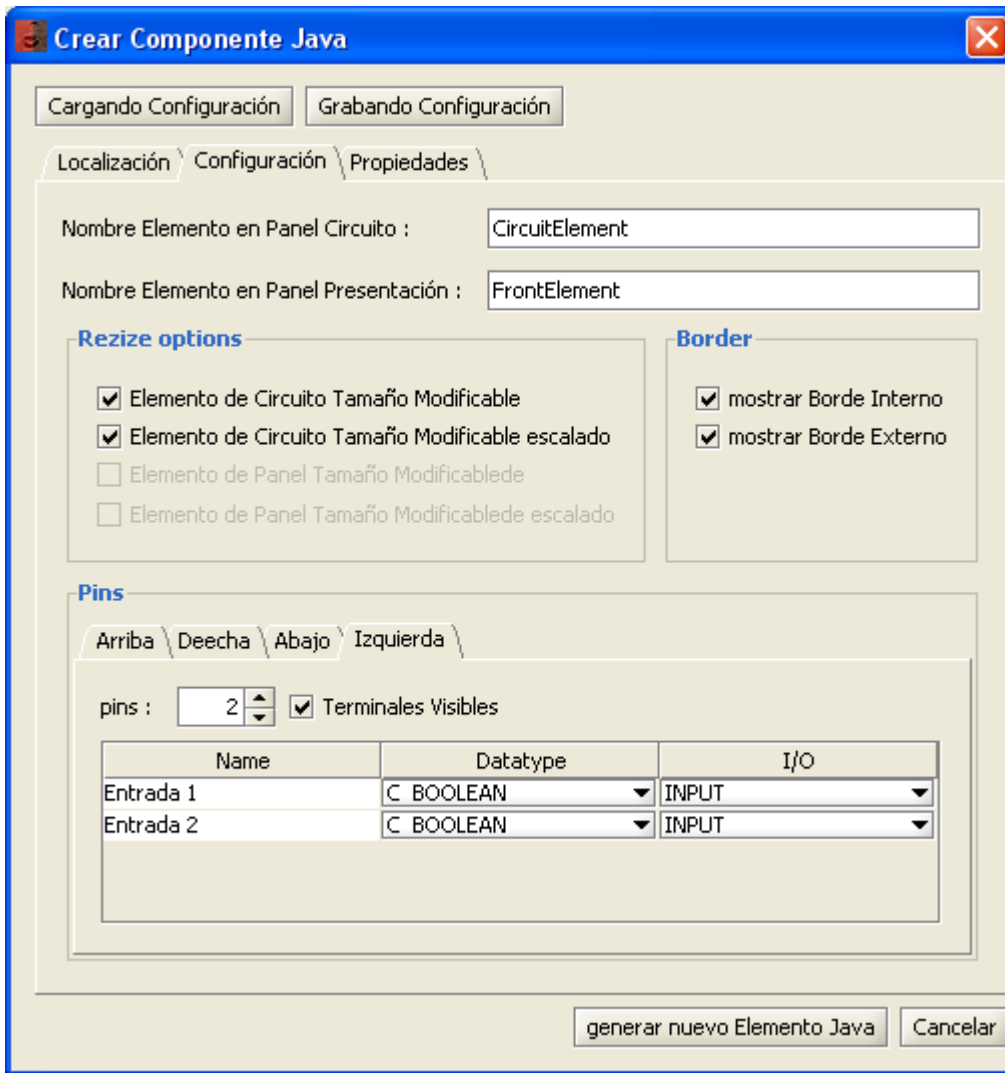 Crear Componente Java
Cargando Configuración Grabando Configuración
Localización Configuración Propiedades
Nombre Elemento en Panel Circuito : CircuitElement
Nombre Elemento en Panel Presentación : FrontElement
Rezize options Border
Elemento de Circuito Tamaño Modificable mostrar Borde Interno
Elemento de Circuito Tamaño Modificable escalado mostrar Borde Externo
Elemento de Panel Tamaño Modificablede
Elemento de Panel Tamaño Modificablede escalado
Pins
Arriba Deecha Abajo Izquierda
pins : 2 Terminales Visibles
Name Datatype I/O
Entrada 1 C_BOOLEAN INPUT
Entrada 2 C_BOOLEAN INPUT
generar nuevo Elemento Java Cancelar